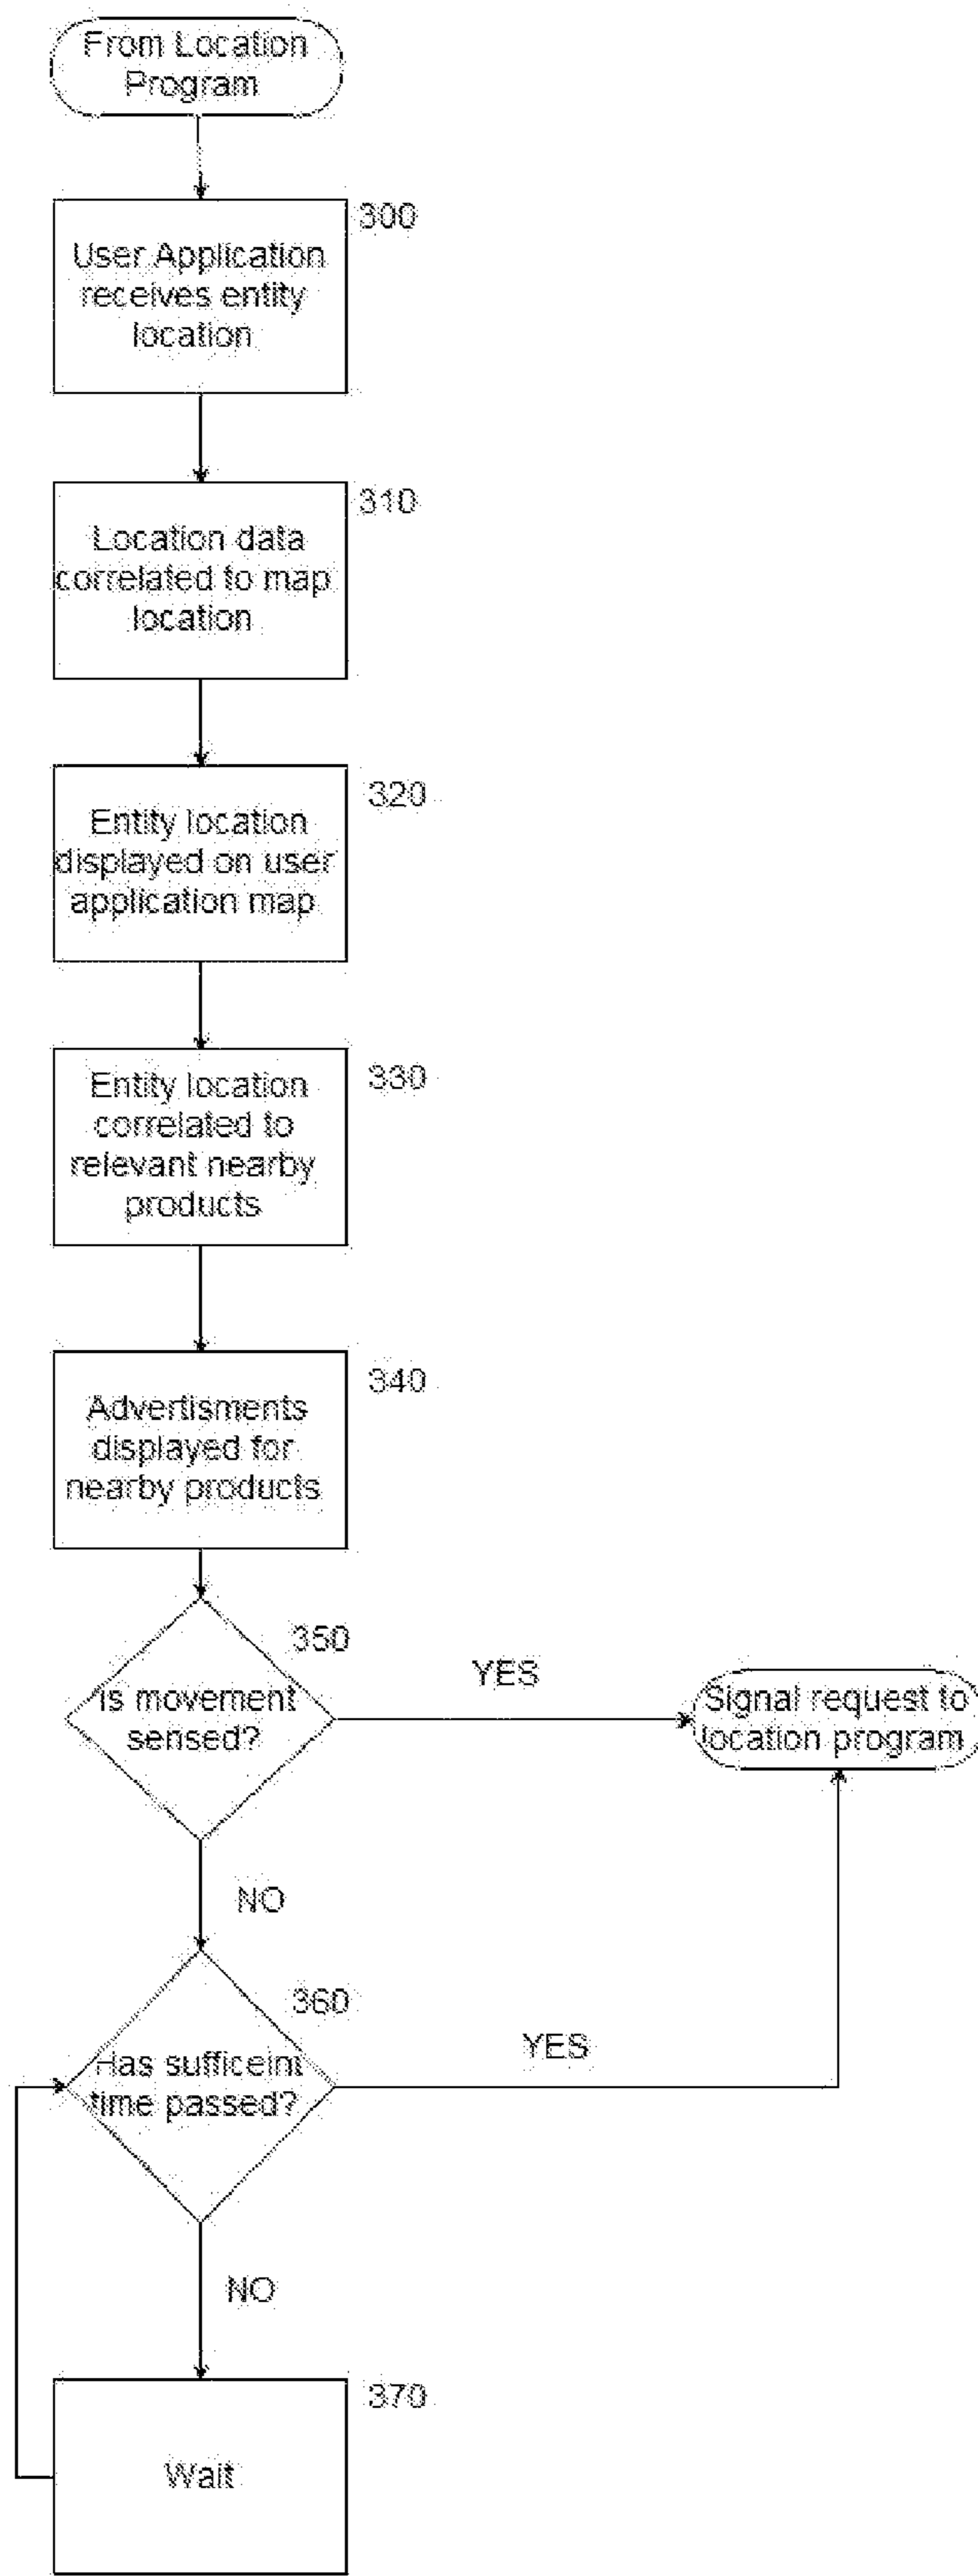 From Location
Program
300
User Application
receives entity
location
310
Location data
correlated to map
location
320
Entity location
displayed on user
application map
330
Entity location
correlated to
relevant nearby
products
340
Advertisments
displayed for
nearby products
350
Is movement
sensed?
YES
Signal request to
location program
NO
360
Has sufficeint
time passed?
YES
NO
370
Wait